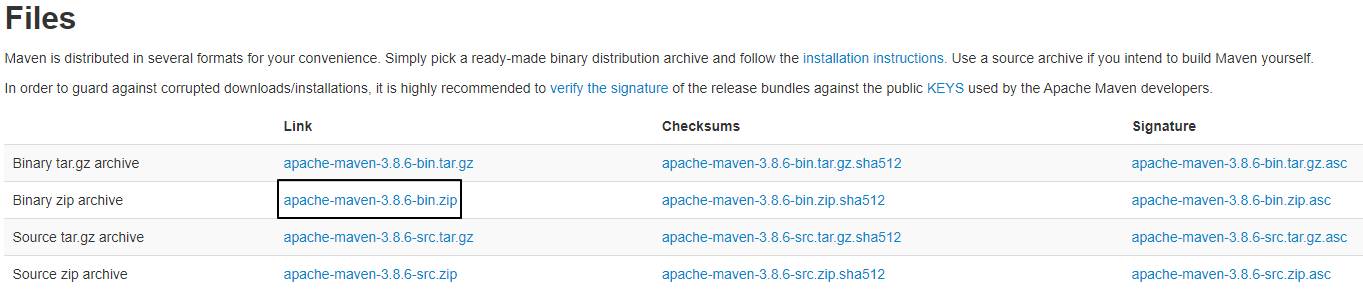 Files
Maven is distributed in several formats for your convenience. Simply pick a ready-made binary distribution archive and follow the installation instructions. Use a source archive if you intend to build Maven yourself.
In order to guard against corrupted downloads/installations, it is highly recommended to verify the signature of the release bundles against the public KEYS used by the Apache Maven developers.
Link Checksums Signature
Binary tar.gz archive apache-maven-3.8.6-bin.tar.gz apache-maven-3.8.6-bin.tar.gz.sha512 apache-maven-3.8.6-bin.tar.gz.asc
Binary zip archive apache-maven-3.8.6-bin.zip apache-maven-3.8.6-bin.zip.sha512 apache-maven-3.8.6-bin.zip.asc
Source tar.gz archive apache-maven-3.8.6-src.tar.gz apache-maven-3.8.6-src.tar.gz.sha512 apache-maven-3.8.6-src.tar.gz.asc
Source zip archive apache-maven-3.8.6-src.zip apache-maven-3.8.6-src.zip.sha512 apache-maven-3.8.6-src.zip.asc